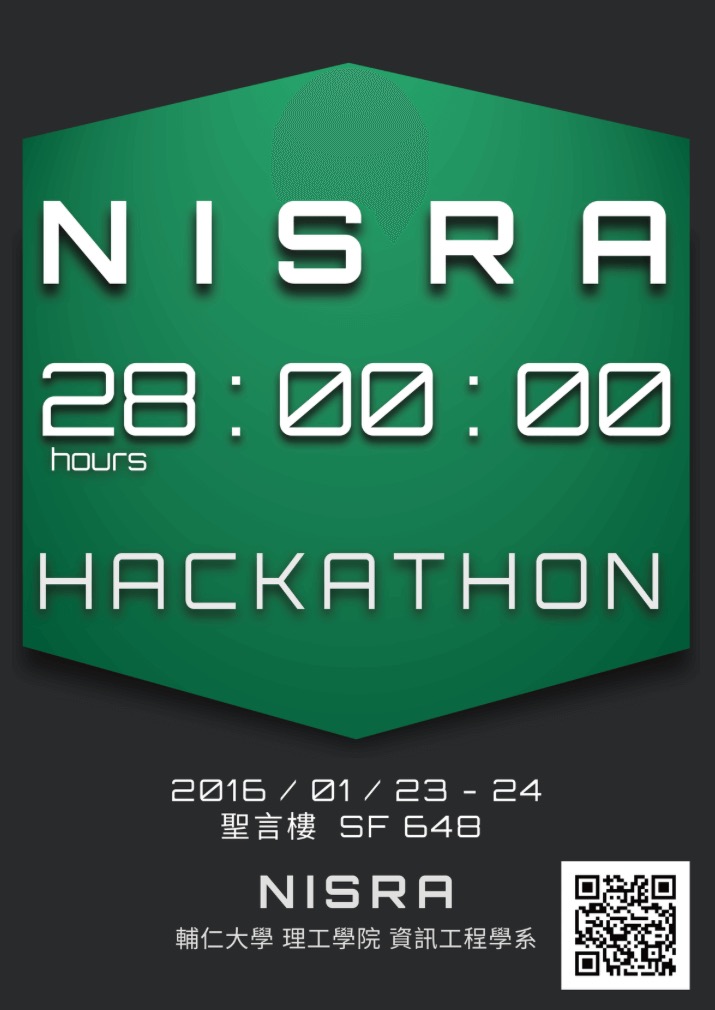 NISRA
28:00:00
hours
HACKATHON
2016 / 01 / 23 - 24
聖言樓 SF 648
NISRA
輔仁大學 理工學院 資訊工程學系